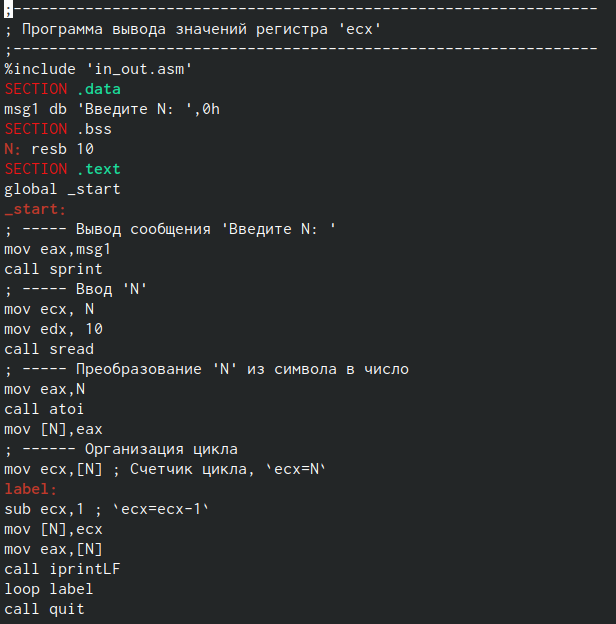 ;-----------------------------------------------------------------
; Программа вывода значений регистра 'ecx'
;-----------------------------------------------------------------
%include 'in_out.asm'
SECTION .data
msg1 db 'Введите N: ',0h
SECTION .bss
N: resb 10
SECTION .text
global _start
_start:
; ----- Вывод сообщения 'Введите N: '
mov eax,msg1
call sprint
; ----- Ввод 'N'
mov ecx, N
mov edx, 10
call sread
; ----- Преобразование 'N' из символа в число
mov eax,N
call atoi
mov [N],eax
; ------ Организация цикла
mov ecx,[N] ; Счетчик цикла, `ecx=N`
label:
sub ecx,1 ; `ecx=ecx-1`
mov [N],ecx
mov eax,[N]
call iprintLF
loop label
call quit